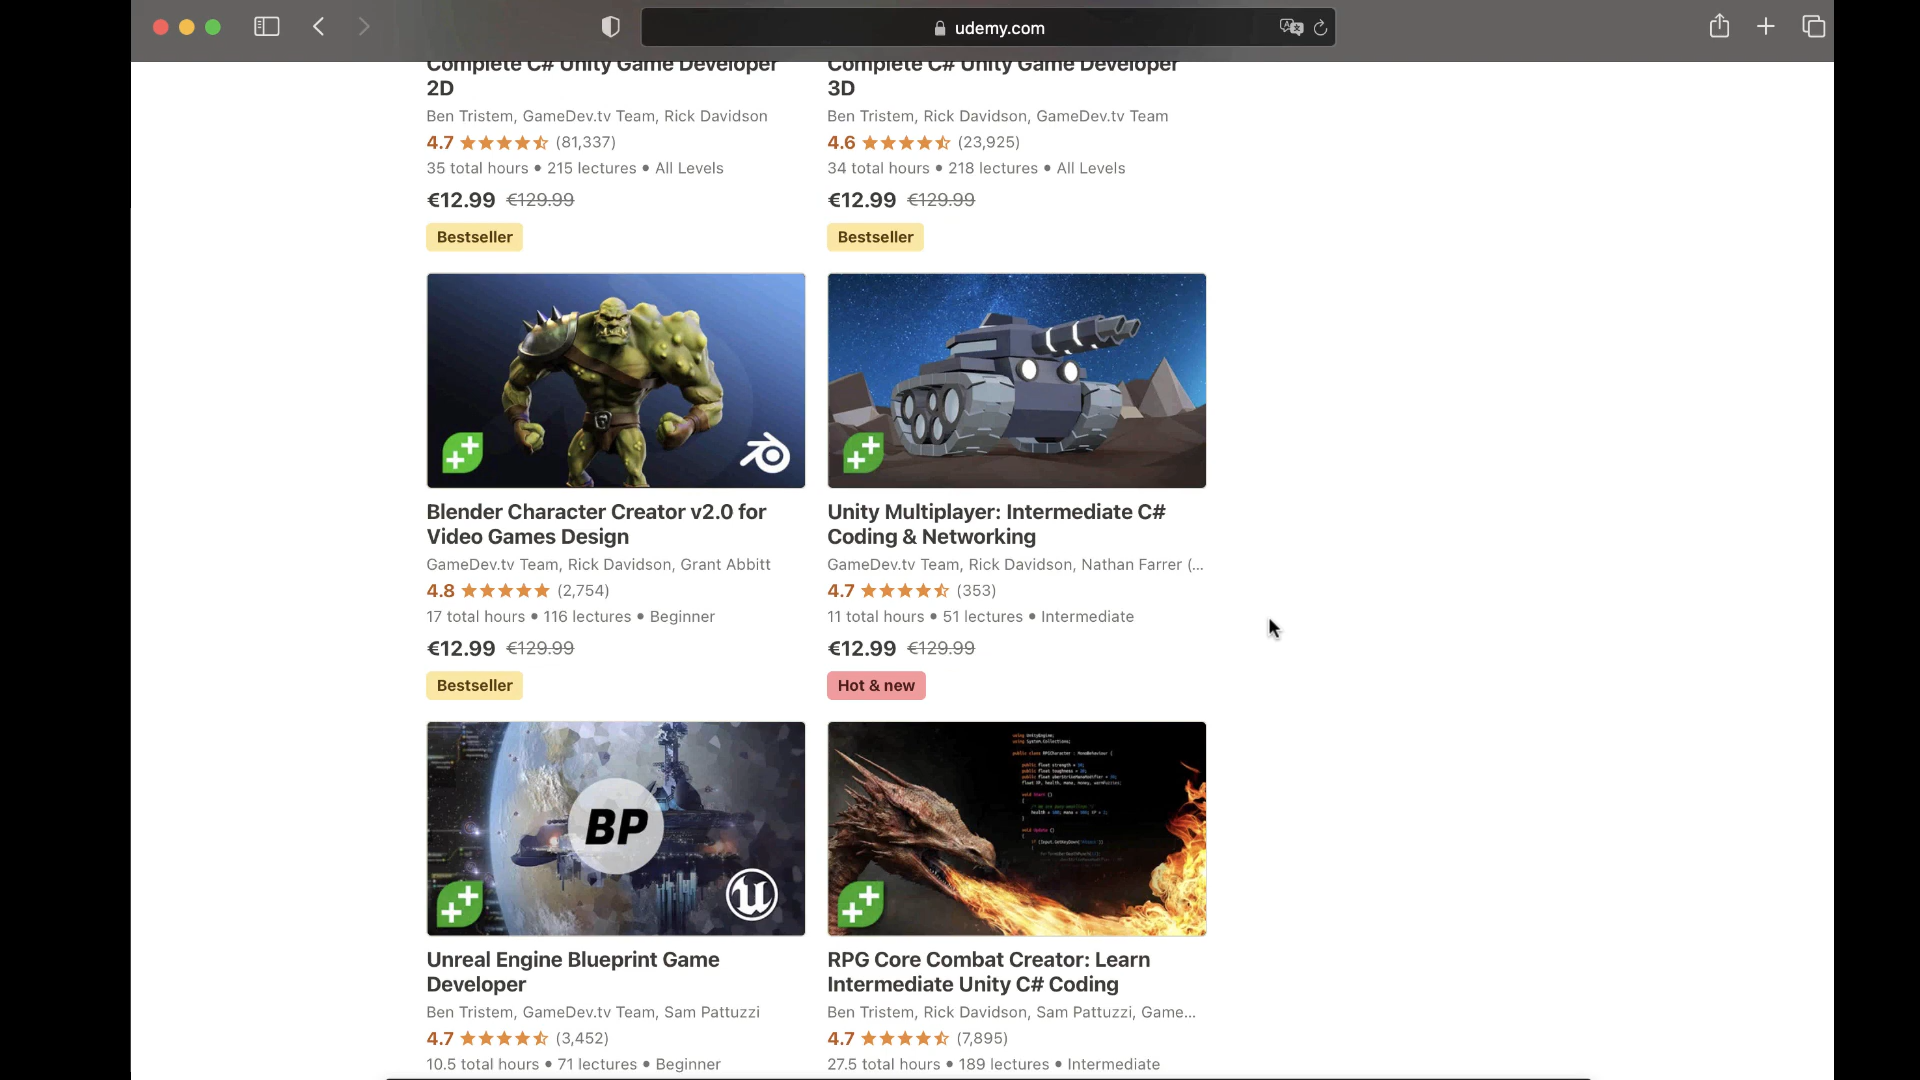 udemy.com
Complete C# Unity Game Developer
2D
Ben Tristem, GameDev.tv Team, Rick Davidson
4.7 (81,337)
35 total hours • 215 lectures • All Levels
€12.99 €129.99
Bestseller
Complete C# Unity Game Developer
3D
Ben Tristem, Rick Davidson, GameDev.tv Team
4.6 (23,925)
34 total hours • 218 lectures • All Levels
€12.99 €129.99
Bestseller
Blender Character Creator v2.0 for
Video Games Design
GameDev.tv Team, Rick Davidson, Grant Abbitt
4.8 (2,754)
17 total hours • 116 lectures • Beginner
€12.99 €129.99
Bestseller
Unity Multiplayer: Intermediate C#
Coding & Networking
GameDev.tv Team, Rick Davidson, Nathan Farrer (...
4.7 (353)
11 total hours • 51 lectures • Intermediate
€12.99 €129.99
Hot & new
BP
Unreal Engine Blueprint Game
Developer
Ben Tristem, GameDev.tv Team, Sam Pattuzzi
4.7 (3,452)
10.5 total hours • 71 lectures • Beginner
using UnityEngine;
using System.Collections;
RPG Core Combat Creator: Learn
Intermediate Unity C# Coding
Ben Tristem, Rick Davidson, Sam Pattuzzi, Game...
4.7 (7,895)
27.5 total hours • 189 lectures • Intermediate